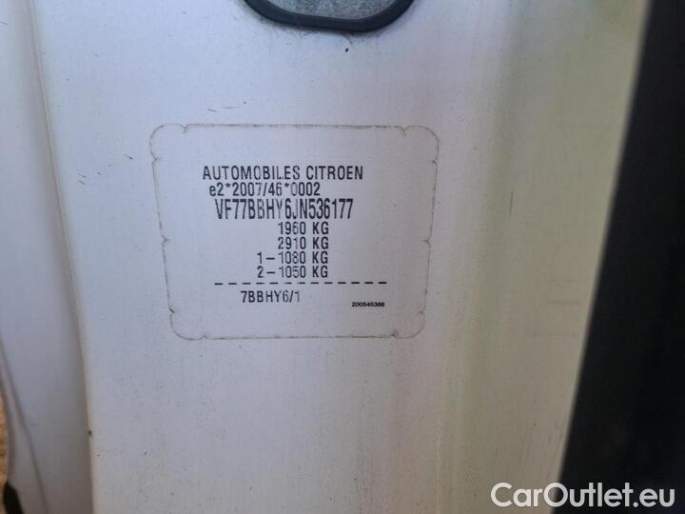 AUTOMOBILES CITROEN
e2*2007/46*0002
VF77BBHY6JN536177
1960 KG
2910 KG
1-1080 KG
2-1050 KG
7BBHY6/1
200545388
CarOutlet.eu